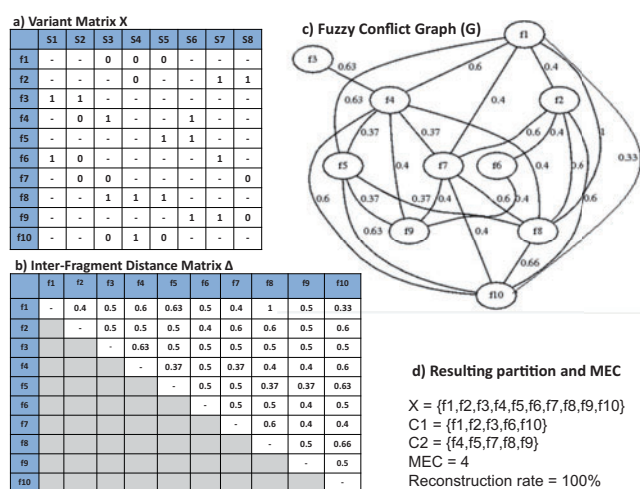 a) Variant Matrix X
S1 S2 S3 S4 S5 S6 S7 S8
f1 - - 0 0 0 - - -
f2 - - - 0 - - 1 1
f3 1 1 - - - - - -
f4 - 0 1 - - 1 - -
f5 - - - - 1 1 - -
f6 1 0 - - - - 1 -
f7 - 0 0 - - - - 0
f8 - - 1 1 1 - - -
f9 - - - - - 1 1 0
f10 - - 0 1 0 - - -
b) Inter-Fragment Distance Matrix Δ
f1 f2 f3 f4 f5 f6 f7 f8 f9 f10
f1 - 0.4 0.5 0.6 0.63 0.5 0.4 1 0.5 0.33
f2 - 0.5 0.5 0.5 0.4 0.6 0.6 0.5 0.6
f3 - 0.63 0.5 0.5 0.5 0.5 0.5 0.5
f4 - 0.37 0.5 0.37 0.4 0.4 0.6
f5 - 0.5 0.5 0.37 0.37 0.63
f6 - 0.5 0.5 0.4 0.5
f7 - 0.6 0.4 0.4
f8 - 0.5 0.66
f9 - 0.5
f10 -
c) Fuzzy Conflict Graph (G)
f1
f3
0.63
0.6
0.4
0.63
f4
0.4
f2
0.37
0.37
0.6
0.4
1
f5
0.4
f7
f6
0.4
0.6
0.33
0.6
0.37
0.37
0.4
0.6
0.4
0.6
0.63
f9
0.4
f8
0.66
f10
d) Resulting partition and MEC
X = {f1,f2,f3,f4,f5,f6,f7,f8,f9,f10}
C1 = {f1,f2,f3,f6,f10}
C2 = {f4,f5,f7,f8,f9}
MEC = 4
Reconstruction rate = 100%